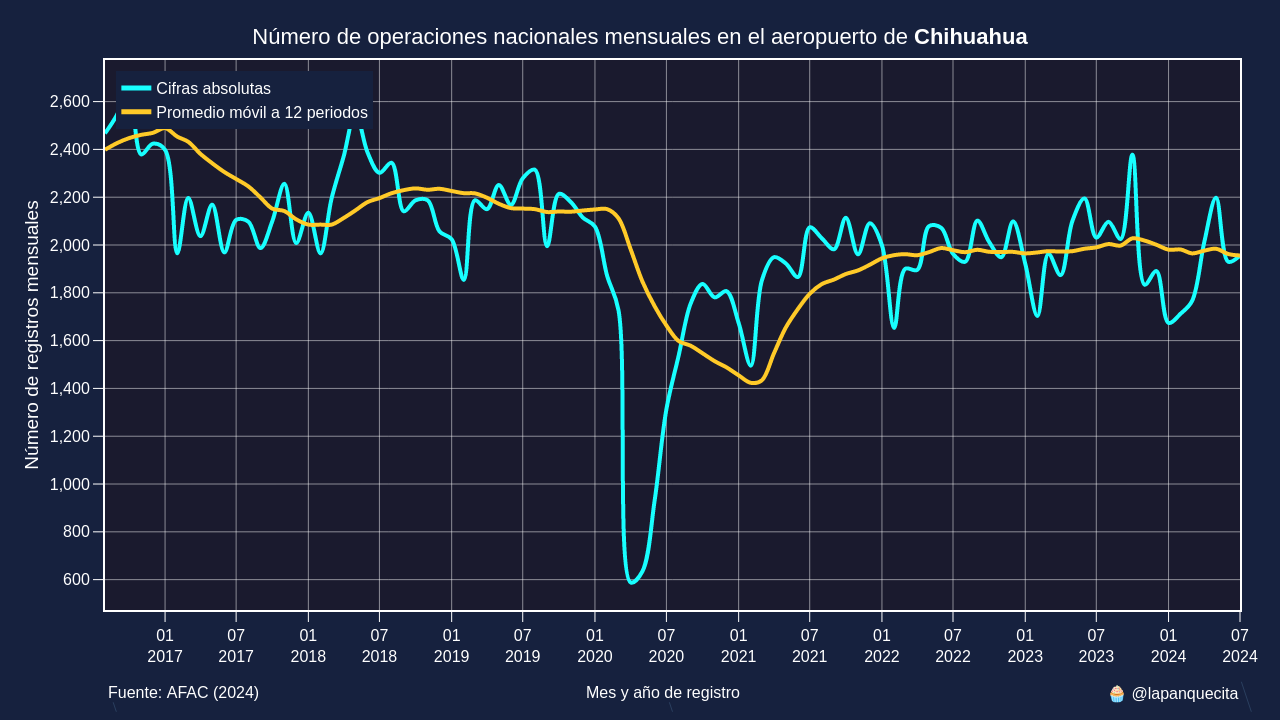 Número de operaciones nacionales mensuales en el aeropuerto de Chihuahua
Cifras absolutas
Promedio móvil a 12 periodos
Número de registros mensuales
2,600
2,400
2,200
2,000
1,800
1,600
1,400
1,200
1,000
800
600
01 07 01 07 01 07 01 07 01 07 01 07 01 07 01 07
2017 2017 2018 2018 2019 2019 2020 2020 2021 2021 2022 2022 2023 2023 2024 2024
Fuente: AFAC (2024)
Mes y año de registro
🧁 @lapanquecita